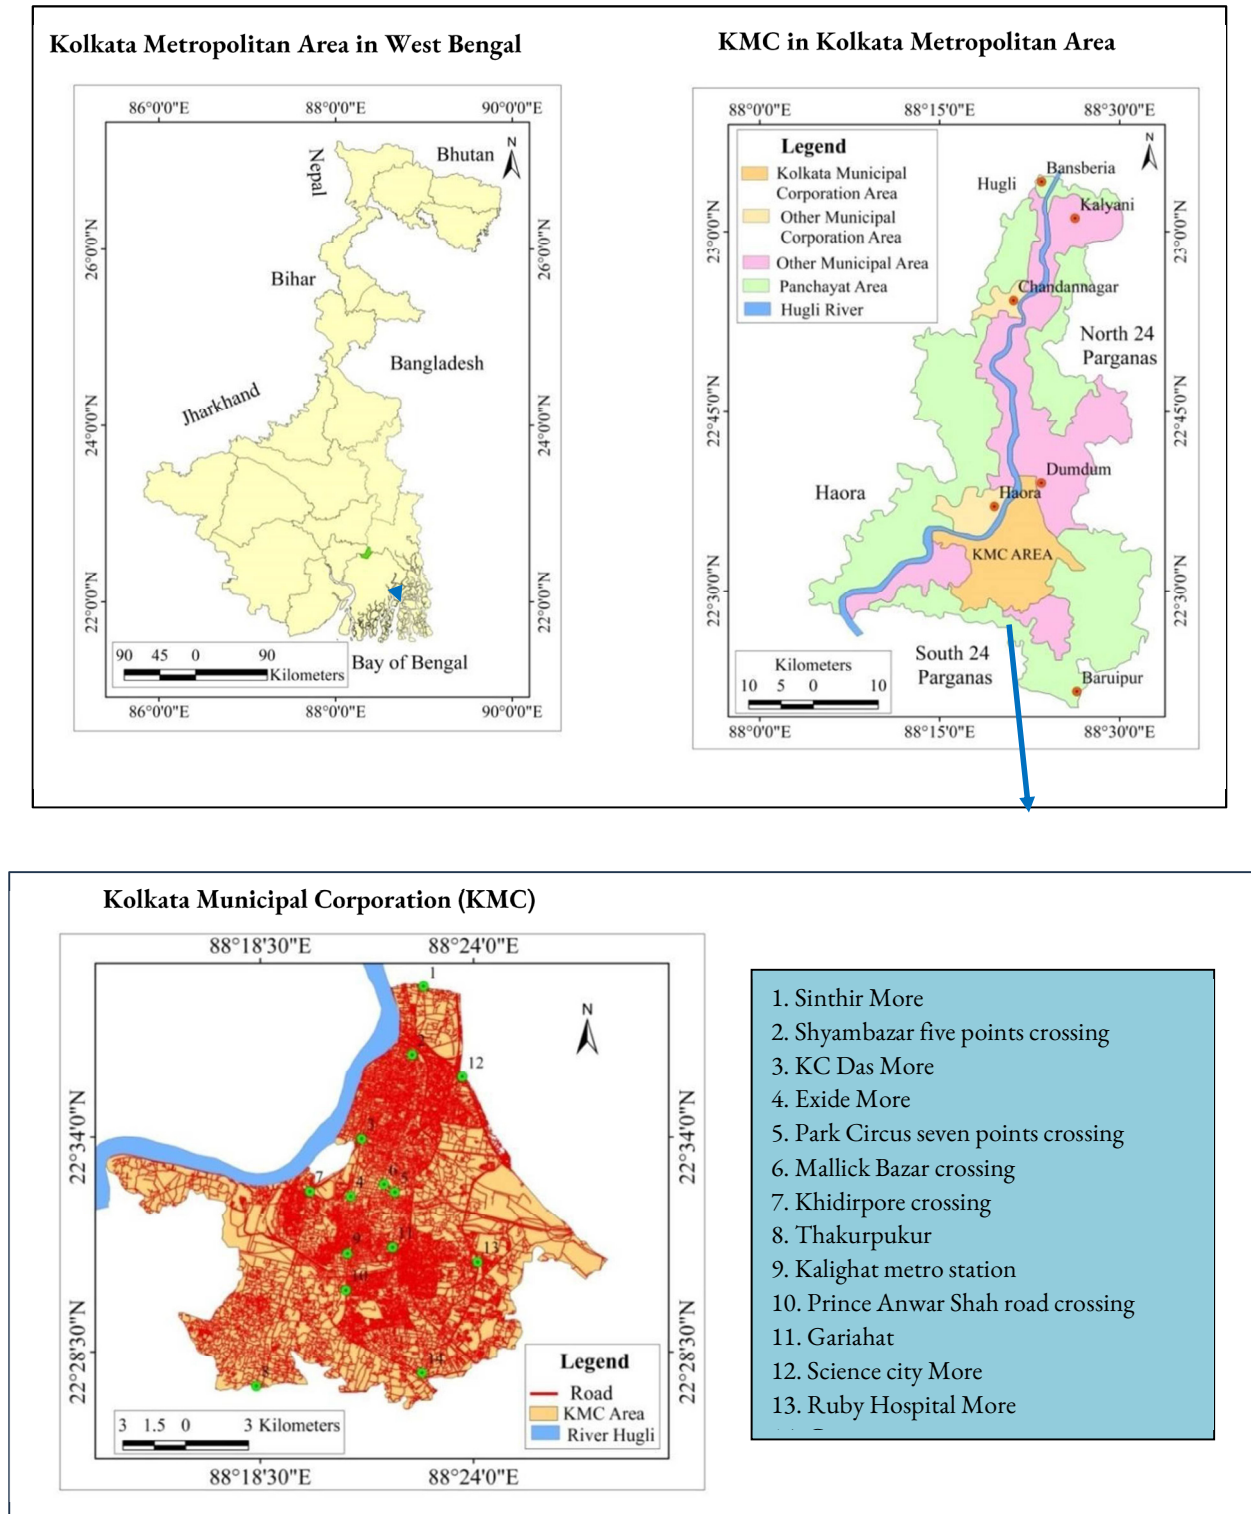 Kolkata Metropolitan Area in West Bengal
86°0'0"E 88°0'0"E 90°0'0"E
26°0'0"N
24°0'0"N
22°0'0"N
N
Nepal
Bhutan
Bihar
Bangladesh
Jharkhand
Bay of Bengal
90 45 0 90
Kilometers
26°0'0"N
24°0'0"N
22°0'0"N
86°0'0"E 88°0'0"E 90°0'0"E
KMC in Kolkata Metropolitan Area
88°0'0"E 88°15'0"E 88°30'0"E
Legend
Kolkata Municipal
Corporation Area
Other Municipal
Corporation Area
Other Municipal Area
Panchayat Area
Hugli River
N
Bansberia
Hugli
Kalyani
Chandannagar
North 24
Parganas
Dumdum
Haora
Haora
KMC AREA
South 24
Parganas
Baruipur
Kilometers
10 5 0 10
23°0'0"N
22°45'0"N
22°30'0"N
23°0'0"N
22°45'0"N
22°30'0"N
88°0'0"E 88°15'0"E 88°30'0"E
Kolkata Municipal Corporation (KMC)
88°18'30"E 88°24'0"E
22°34'0"N
22°28'30"N
N
1
2
12
3
6
5
7
4
11
9
13
10
14
8
Legend
Road
KMC Area
River Hugli
3 1.5 0 3 Kilometers
22°34'0"N
22°28'30"N
88°18'30"E 88°24'0"E
1. Sinthir More
2. Shyambazar five points crossing
3. KC Das More
4. Exide More
5. Park Circus seven points crossing
6. Mallick Bazar crossing
7. Khidirpore crossing
8. Thakurpukur
9. Kalighat metro station
10. Prince Anwar Shah road crossing
11. Gariahat
12. Science city More
13. Ruby Hospital More